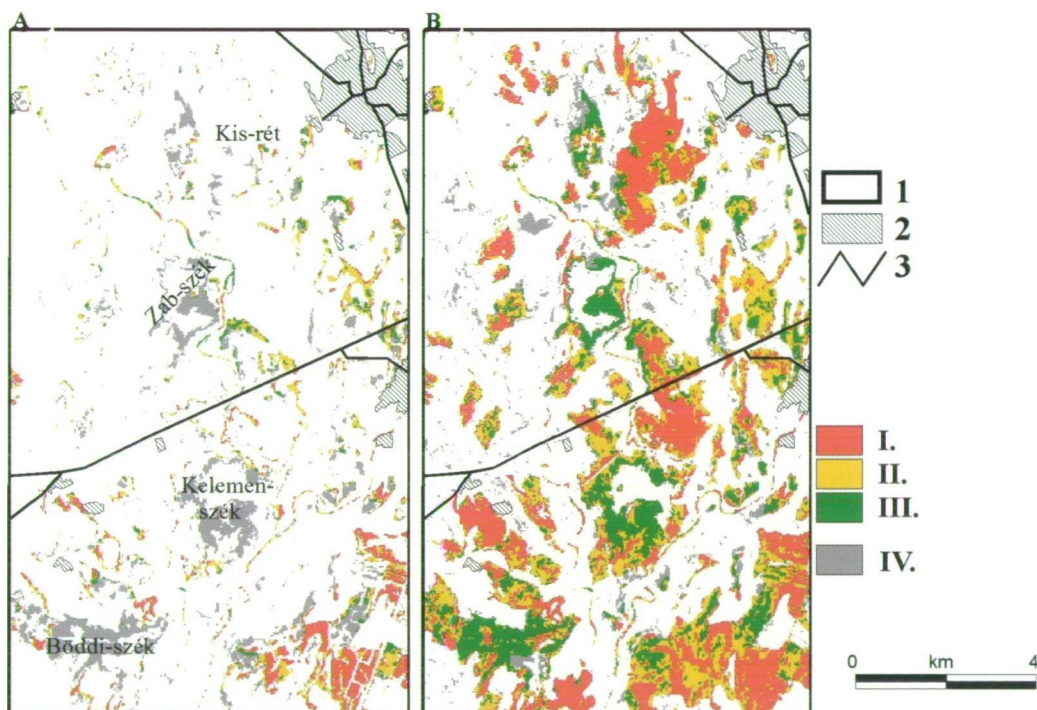 A
B
Kis-rét
Zab-szék
Kelemen-
szék
Böddi-szék
1
2
3
I.
II.
III.
IV.
0 km 4